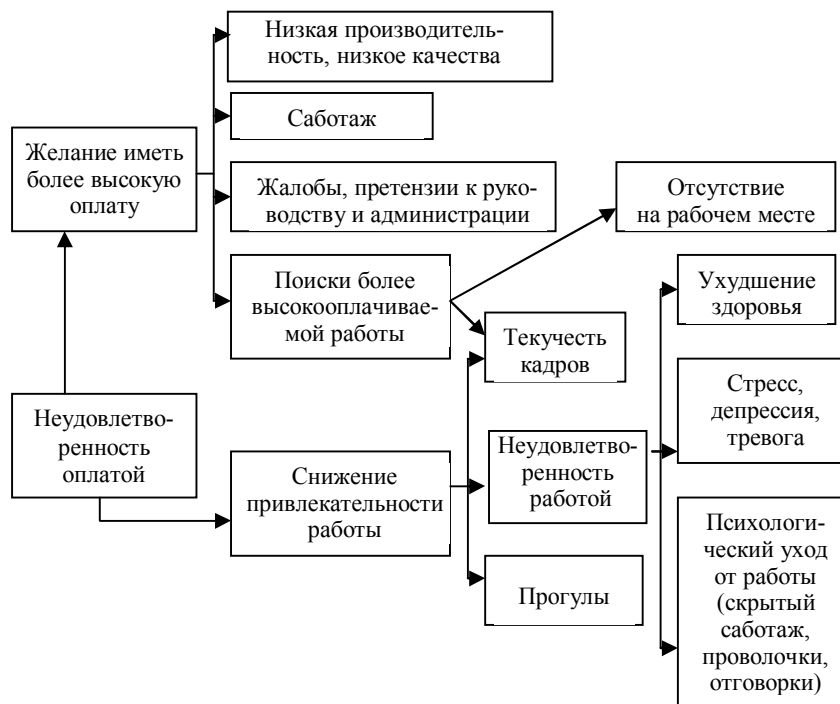 Низкая производитель-
ность, низкое качества
Саботаж
Желание иметь
более высокую
оплату
Жалобы, претензии к руко-
водству и администрации
Отсутствие
на рабочем месте
Поиски более
высокооплачивае-
мой работы
Ухудшение
здоровья
Текучесть
кадров
Стресс,
депрессия,
тревога
Неудовлетво-
ренность
оплатой
Неудовлетво-
ренность
работой
Снижение
привлекательности
работы
Психологи-
ческий уход
от работы
(скрытый
саботаж,
проволочки,
отговорки)
Прогулы